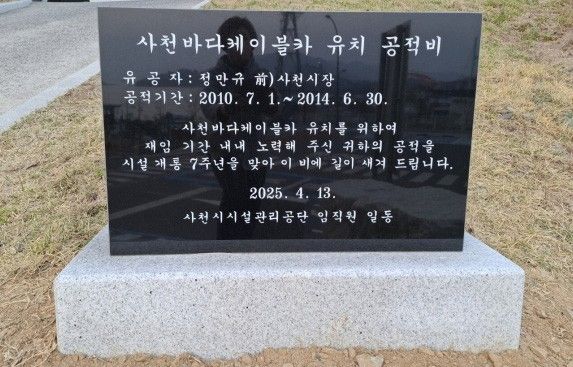 사천바다케이블카 유치 공적비
유 공 자 : 정만규 前)사천시장
공적기간 : 2010. 7. 1.~ 2014. 6. 30.
사천바다케이블카 유치를 위하여
재임 기간 내내 노력해 주신 귀하의 공적을
시설 개통 7주년을 맞아 이 비에 길이 새겨 드립니다.
2025. 4. 13.
사천시시설관리공단 임직원 일동